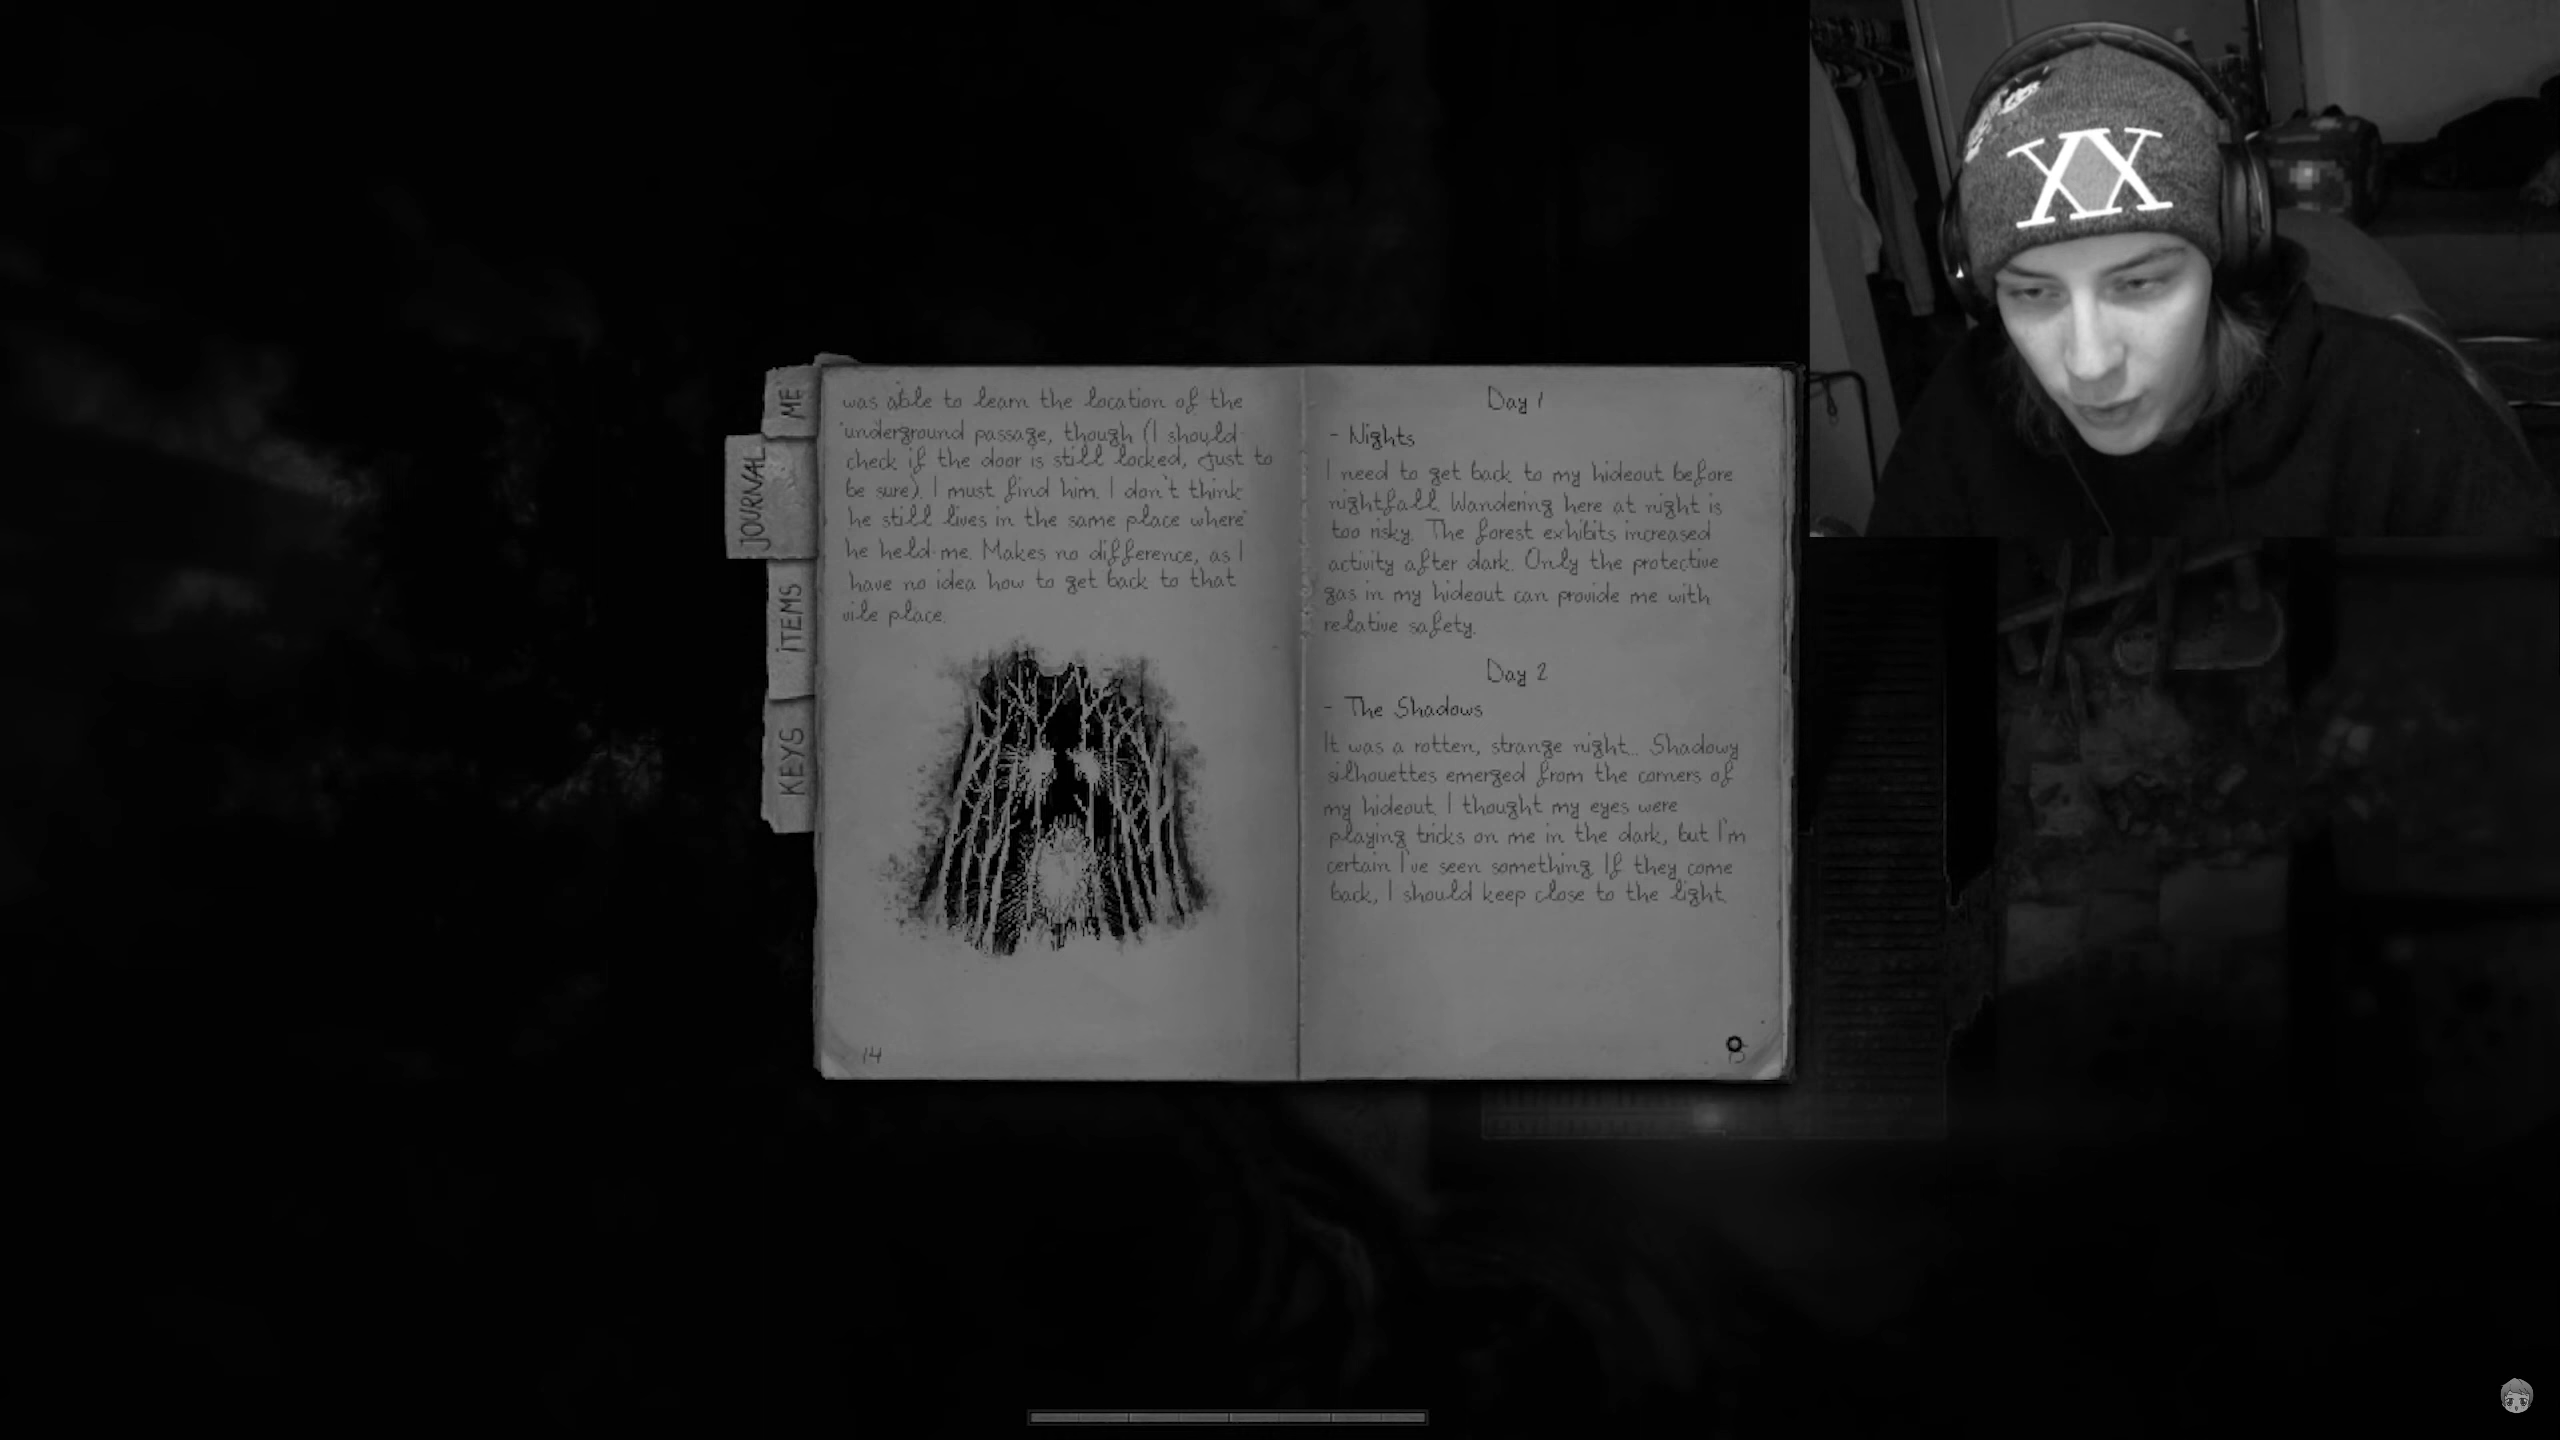 ME
JOURNAL
ITEMS
KEYS
was able to learn the location of the
underground passage, though (I should
check if the door is still locked, just to
be sure). I must find him. I don't think
he still lives in the same place where
he held me. Makes no difference, as I
have no idea how to get back to that
vile place.
14
Day 1
- Nights
I need to get back to my hideout before
nightfall. Wandering here at night is
too risky. The forest exhibits increased
activity after dark. Only the protective
gas in my hideout can provide me with
relative safety.
Day 2
- The Shadows
It was a rotten, strange night... Shadowy
silhouettes emerged from the corners of
my hideout. I thought my eyes were
playing tricks on me in the dark, but I'm
certain I've seen something. If they come
back, I should keep close to the light.
XX